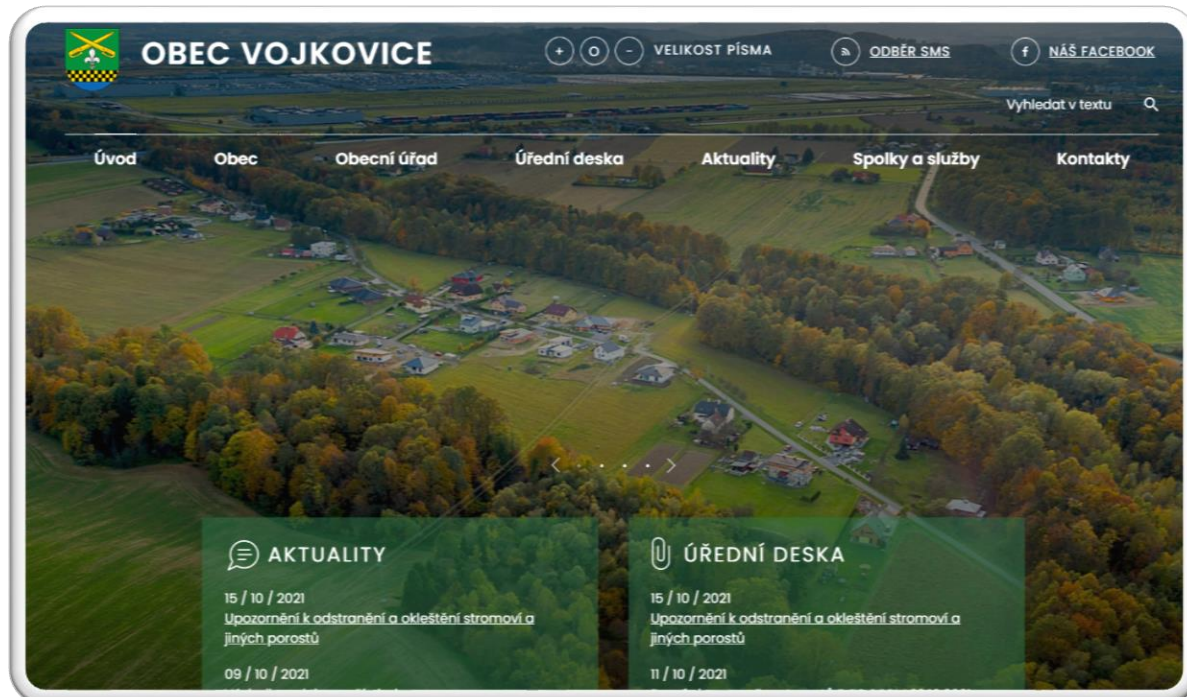 OBEC VOJKOVICE
+ O - VELIKOST PÍSMA
ODBĚR SMS
f NÁŠ FACEBOOK
Vyhledat v textu
Úvod Obec Obecní úřad Úřední deska Aktuality Spolky a služby Kontakty
AKTUALITY
15 / 10 / 2021
Upozornění k odstranění a okleštění stromoví a
jiných porostů
09 / 10 / 2021
ÚŘEDNÍ DESKA
15 / 10 / 2021
Upozornění k odstranění a okleštění stromoví a
jiných porostů
11 / 10 / 2021